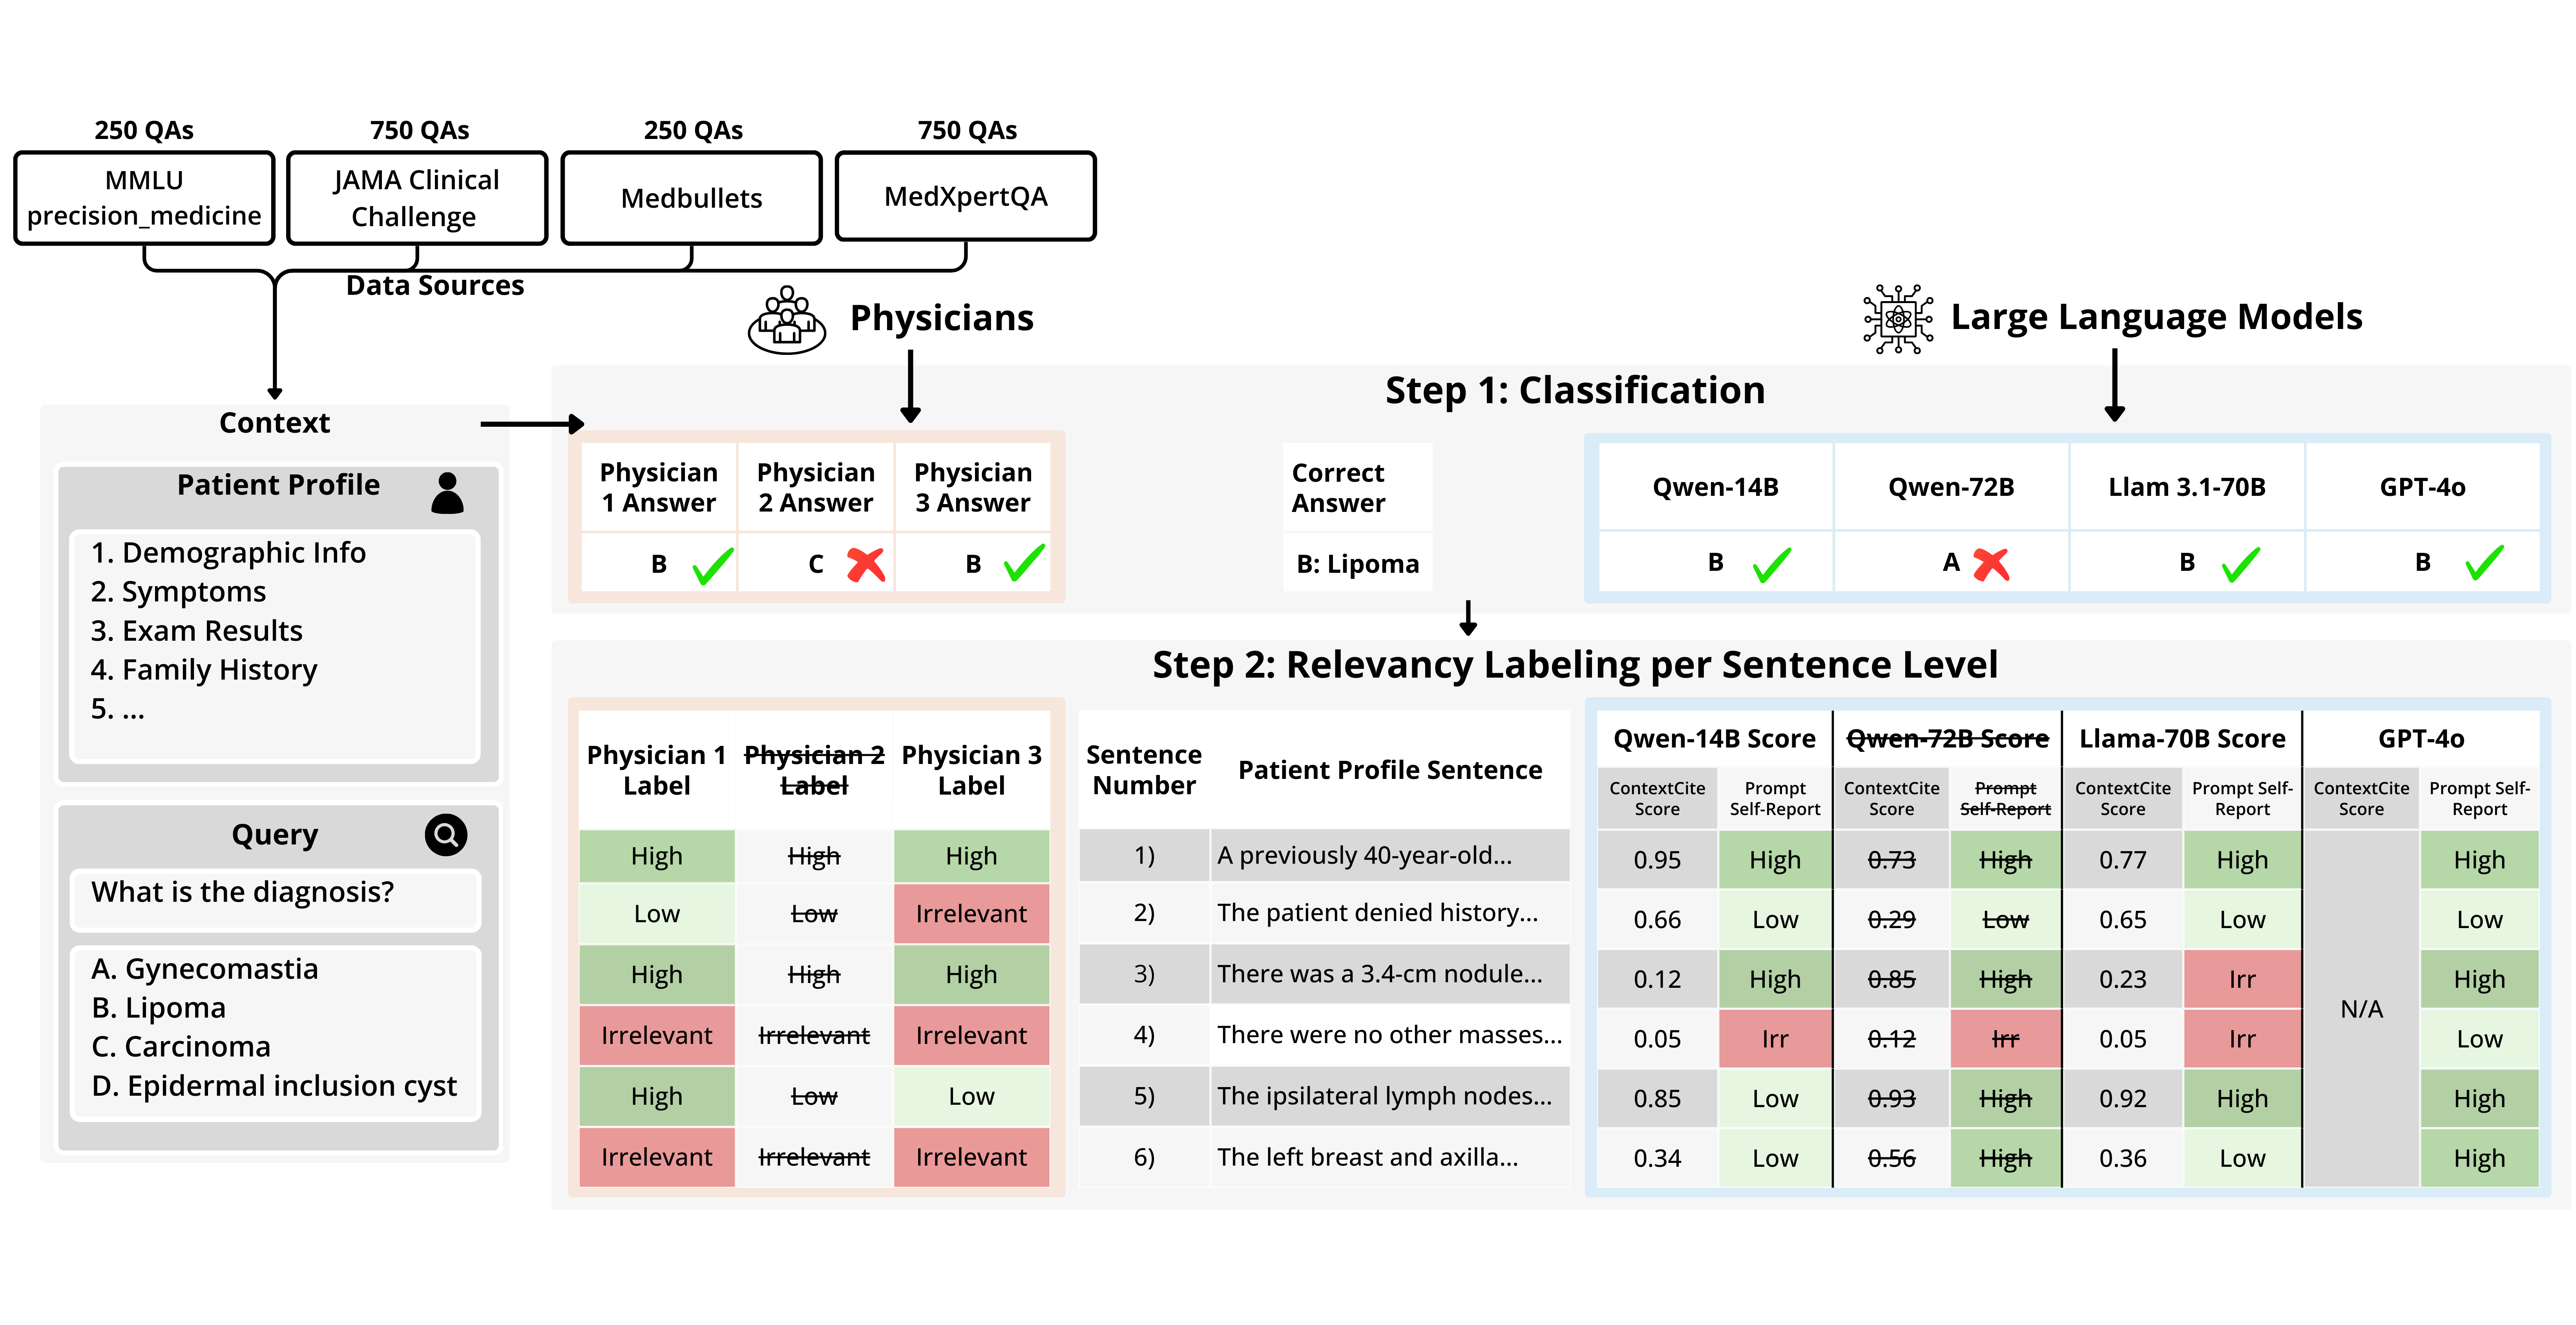 250 QAs
750 QAs
250 QAs
750 QAs
MMLU
precision_medicine
JAMA Clinical
Challenge
Medbullets
MedXpertQA
Data Sources
Physicians
Large Language Models
Context
Patient Profile
1. Demographic Info
2. Symptoms
3. Exam Results
4. Family History
5. ...
Query
What is the diagnosis?
A. Gynecomastia
B. Lipoma
C. Carcinoma
D. Epidermal inclusion cyst
Step 1: Classification
Physician
1 Answer
Physician
2 Answer
Physician
3 Answer
B
C
B
Correct
Answer
B: Lipoma
Qwen-14B
Qwen-72B
Llam 3.1-70B
GPT-4o
B
A
B
B
Step 2: Relevancy Labeling per Sentence Level
Physician 1
Label
Physician 2
Label
Physician 3
Label
Sentence
Number
Patient Profile Sentence
Qwen-14B Score
Qwen-72B Score
Llama-70B Score
GPT-4o
ContextCite
Score
Prompt
Self-Report
ContextCite
Score
Prompt
Self-Report
ContextCite
Score
Prompt Self-
Report
ContextCite
Score
Prompt Self-
Report
High High High 1) A previously 40-year-old... 0.95 High 0.73 High 0.77 High High
Low Low Irrelevant 2) The patient denied history... 0.66 Low 0.29 Low 0.65 Low Low
High High High 3) There was a 3.4-cm nodule... 0.12 High 0.85 High 0.23 Irr High
N/A
Irrelevant Irrelevant Irrelevant 4) There were no other masses... 0.05 Irr 0.12 Irr 0.05 Irr Low
High Low Low 5) The ipsilateral lymph nodes... 0.85 Low 0.93 High 0.92 High High
Irrelevant Irrelevant Irrelevant 6) The left breast and axilla... 0.34 Low 0.56 High 0.36 Low High